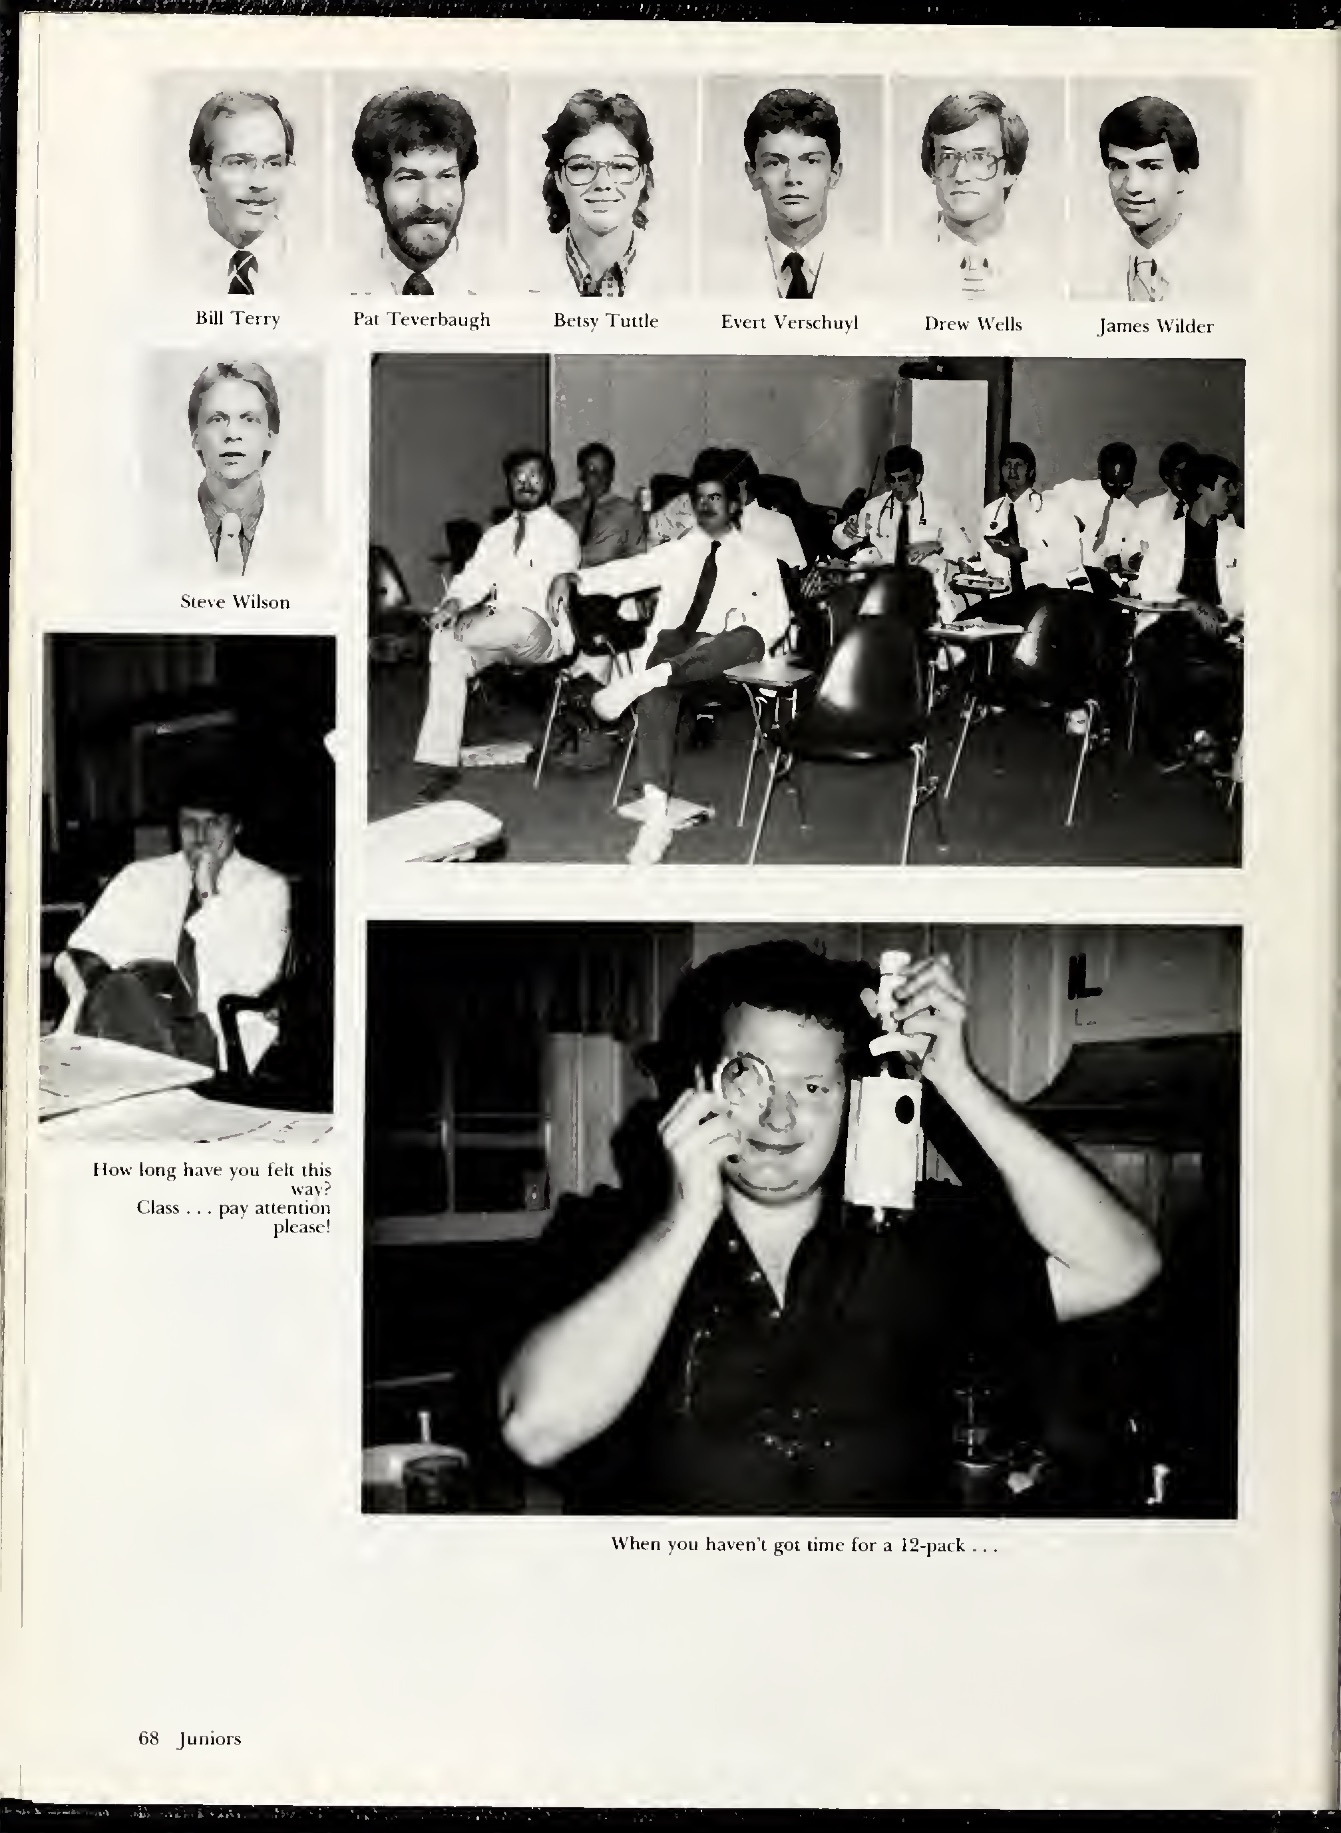 Bill Terry
Pat Teverbaugh
Betsy Tuttle
Evert Verschuyl
Drew Wells
James Wilder
Steve Wilson
L
L
How long have you felt this
way?
Class . . . pay attention
please!
When you haven't got time for a 12-pack . . .
68 Juniors